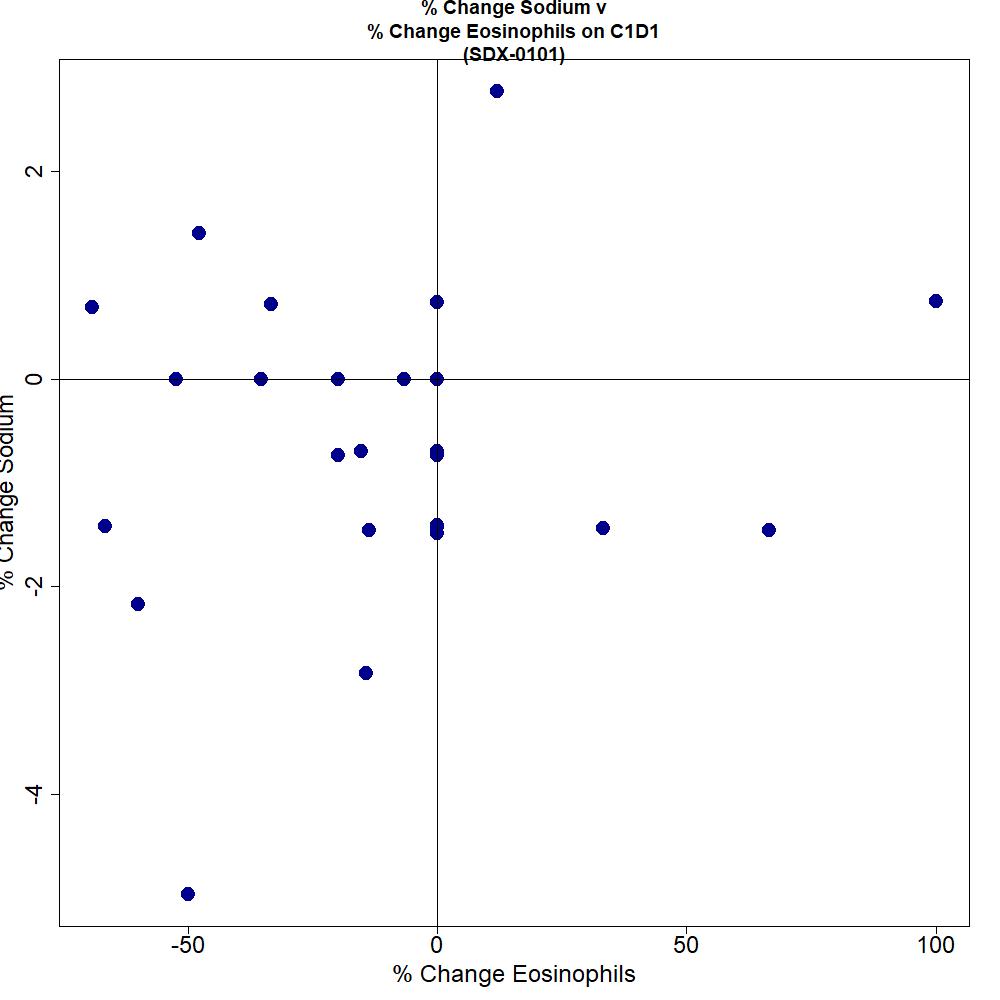 % Change Sodium v
% Change Eosinophils on C1D1
(SDX-0101)
2
0
-2
-4
% Change Sodium
-50
0
50
100
% Change Eosinophils